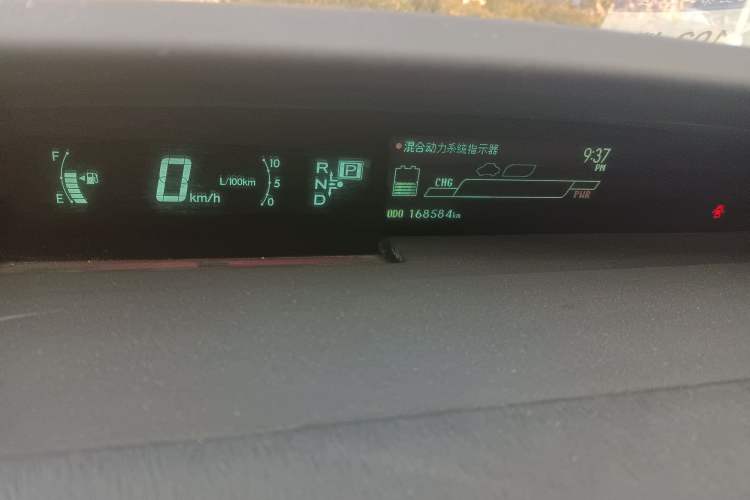 F
E
0 km/h
L/100km
10
5
0
R
N
D
P
混合动力系统指示器
9:37 PM
CHG
PWR
ODO 168584km